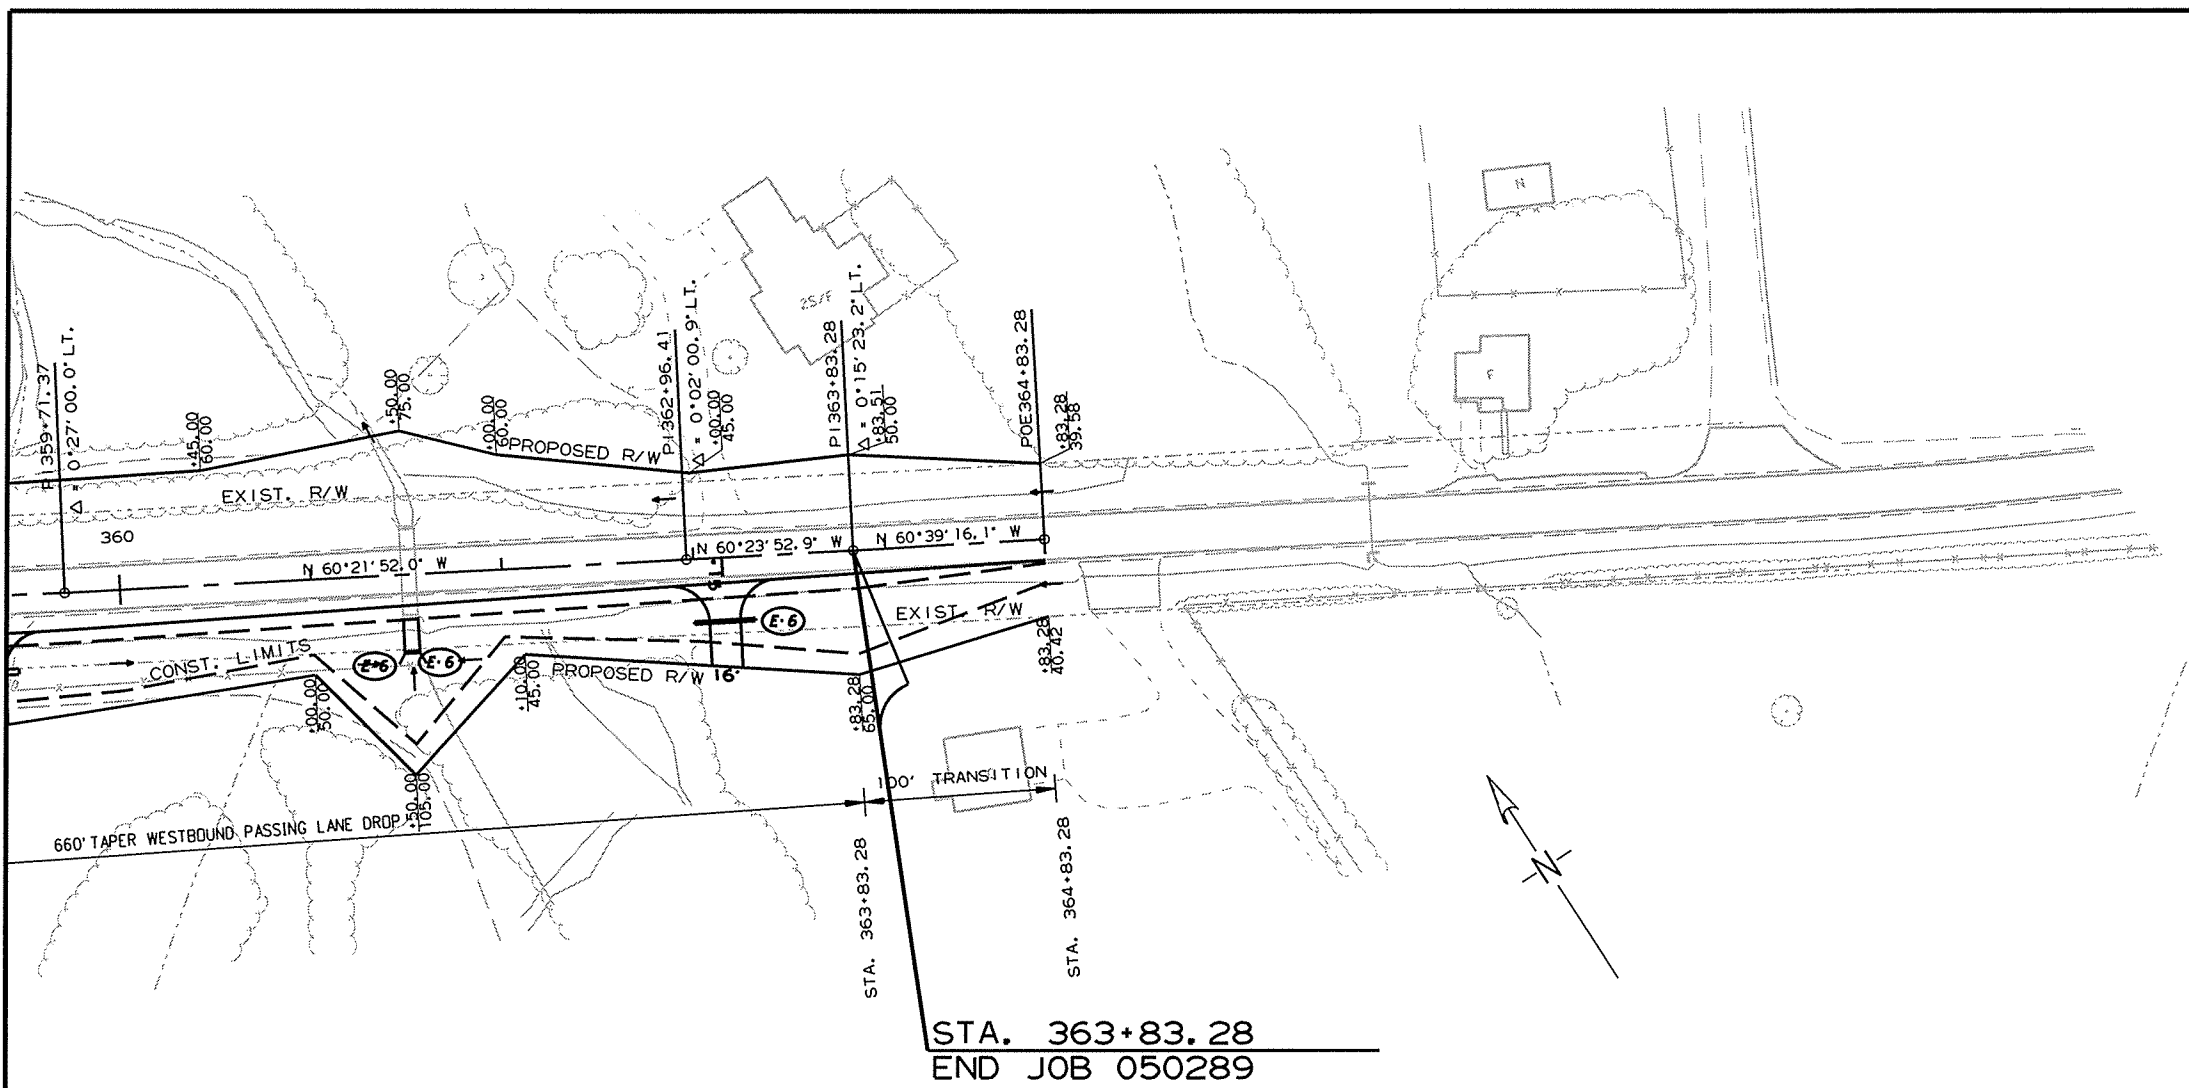 PI359+71.37
Δ = 0°27'00.0" LT.
+45.00
60.00
+50.00
75.00
+00.00
60.00
PROPOSED R/W
PI362+96.41
Δ = 0°02'00.9" LT.
+00.00
45.00
2S/F
PI363+83.28
Δ = 0°15'23.2" LT.
+83.51
50.00
POE364+83.28
+83.28
39.58
N
F
EXIST. R/W
360
N 60°21'52.0" W
N 60°23'52.9" W
N 60°39'16.1" W
CONST. LIMITS
E-6
E-6
E-6
EXIST. R/W
PROPOSED R/W
16'
+00.00
50.00
+10.00
45.00
+83.28
65.00
+83.28
40.42
+50.00
105.00
660' TAPER WESTBOUND PASSING LANE DROP
100' TRANSITION
STA. 363+83.28
STA. 364+83.28
N
STA. 363+83.28
END JOB 050289